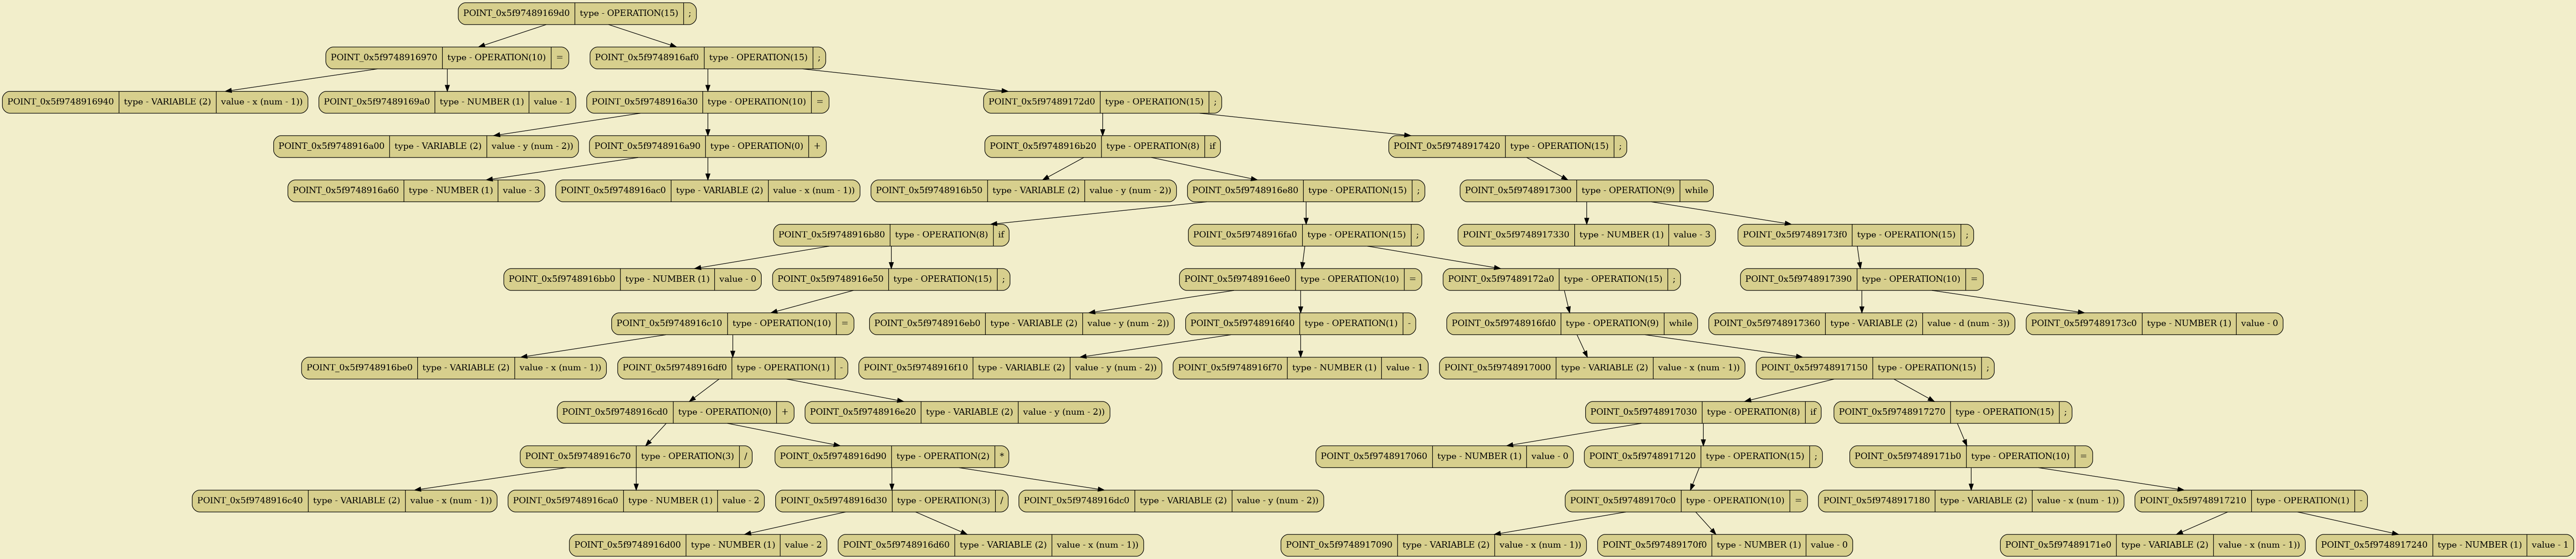 POINT_0x5f97489169d0 type - OPERATION(15) ;
POINT_0x5f9748916970 type - OPERATION(10) = POINT_0x5f9748916af0 type - OPERATION(15) ;
POINT_0x5f9748916940 type - VARIABLE (2) value - x (num - 1)) POINT_0x5f97489169a0 type - NUMBER (1) value - 1 POINT_0x5f9748916a30 type - OPERATION(10) = POINT_0x5f97489172d0 type - OPERATION(15) ;
POINT_0x5f9748916a00 type - VARIABLE (2) value - y (num - 2)) POINT_0x5f9748916a90 type - OPERATION(0) + POINT_0x5f9748916b20 type - OPERATION(8) if POINT_0x5f9748917420 type - OPERATION(15) ;
POINT_0x5f9748916a60 type - NUMBER (1) value - 3 POINT_0x5f9748916ac0 type - VARIABLE (2) value - x (num - 1)) POINT_0x5f9748916b50 type - VARIABLE (2) value - y (num - 2)) POINT_0x5f9748916e80 type - OPERATION(15) ; POINT_0x5f9748917300 type - OPERATION(9) while
POINT_0x5f9748916b80 type - OPERATION(8) if POINT_0x5f9748916fa0 type - OPERATION(15) ; POINT_0x5f9748917330 type - NUMBER (1) value - 3 POINT_0x5f97489173f0 type - OPERATION(15) ;
POINT_0x5f9748916bb0 type - NUMBER (1) value - 0 POINT_0x5f9748916e50 type - OPERATION(15) ; POINT_0x5f9748916ee0 type - OPERATION(10) = POINT_0x5f97489172a0 type - OPERATION(15) ; POINT_0x5f9748917390 type - OPERATION(10) =
POINT_0x5f9748916c10 type - OPERATION(10) = POINT_0x5f9748916eb0 type - VARIABLE (2) value - y (num - 2)) POINT_0x5f9748916f40 type - OPERATION(1) - POINT_0x5f9748916fd0 type - OPERATION(9) while POINT_0x5f9748917360 type - VARIABLE (2) value - d (num - 3)) POINT_0x5f97489173c0 type - NUMBER (1) value - 0
POINT_0x5f9748916be0 type - VARIABLE (2) value - x (num - 1)) POINT_0x5f9748916df0 type - OPERATION(1) - POINT_0x5f9748916f10 type - VARIABLE (2) value - y (num - 2)) POINT_0x5f9748916f70 type - NUMBER (1) value - 1 POINT_0x5f9748917000 type - VARIABLE (2) value - x (num - 1)) POINT_0x5f9748917150 type - OPERATION(15) ;
POINT_0x5f9748916cd0 type - OPERATION(0) + POINT_0x5f9748916e20 type - VARIABLE (2) value - y (num - 2)) POINT_0x5f9748917030 type - OPERATION(8) if POINT_0x5f9748917270 type - OPERATION(15) ;
POINT_0x5f9748916c70 type - OPERATION(3) / POINT_0x5f9748916d90 type - OPERATION(2) * POINT_0x5f9748917060 type - NUMBER (1) value - 0 POINT_0x5f9748917120 type - OPERATION(15) ; POINT_0x5f97489171b0 type - OPERATION(10) =
POINT_0x5f9748916c40 type - VARIABLE (2) value - x (num - 1)) POINT_0x5f9748916ca0 type - NUMBER (1) value - 2 POINT_0x5f9748916d30 type - OPERATION(3) / POINT_0x5f9748916dc0 type - VARIABLE (2) value - y (num - 2)) POINT_0x5f97489170c0 type - OPERATION(10) = POINT_0x5f9748917180 type - VARIABLE (2) value - x (num - 1)) POINT_0x5f9748917210 type - OPERATION(1) -
POINT_0x5f9748916d00 type - NUMBER (1) value - 2 POINT_0x5f9748916d60 type - VARIABLE (2) value - x (num - 1)) POINT_0x5f9748917090 type - VARIABLE (2) value - x (num - 1)) POINT_0x5f97489170f0 type - NUMBER (1) value - 0 POINT_0x5f97489171e0 type - VARIABLE (2) value - x (num - 1)) POINT_0x5f9748917240 type - NUMBER (1) value - 1